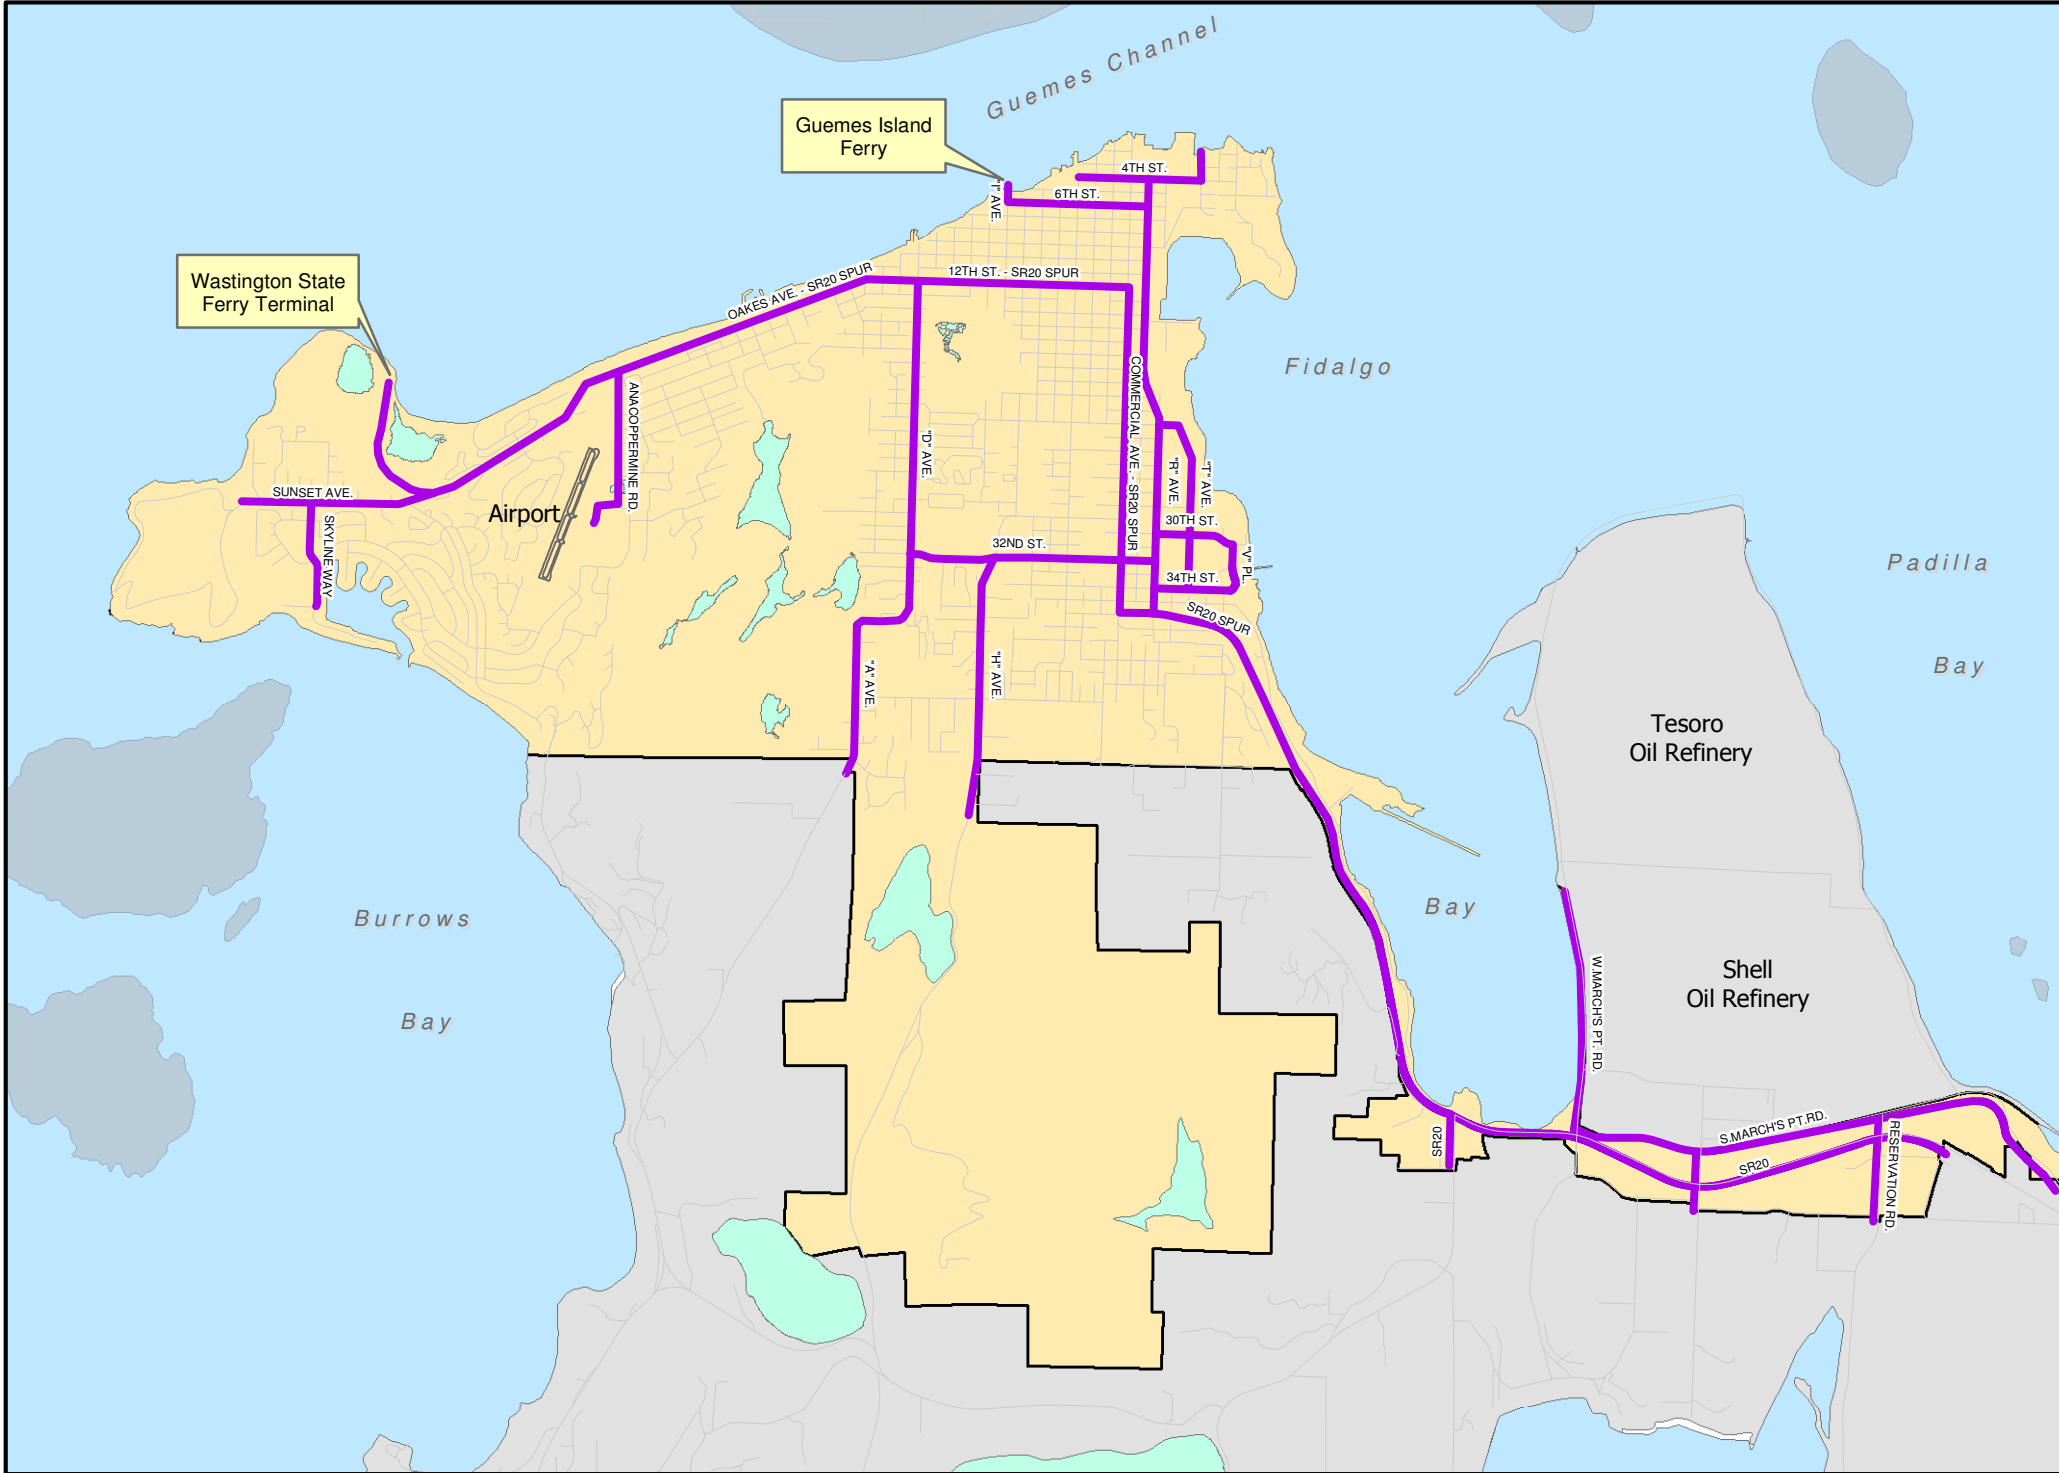 Guemes Channel
Guemes Island
Ferry
4TH ST.
"I" AVE.
6TH ST.
Wastington State
Ferry Terminal
OAKES AVE. - SR20 SPUR
12TH ST. - SR20 SPUR
Fidalgo
ANACOPPERMINE RD.
COMMERCIAL AVE. - SR20 SPUR
"D" AVE.
"R" AVE.
"T" AVE.
SUNSET AVE.
SKYLINE WAY
Airport
30TH ST.
32ND ST.
"V" PL.
34TH ST.
SR20 SPUR
Padilla
Bay
"A" AVE.
"H" AVE.
Tesoro
Oil Refinery
Burrows
Bay
Bay
Shell
Oil Refinery
W.MARCH'S PT. RD.
S.MARCH'S PT.RD.
SR20
SR20
RESERVATION RD.